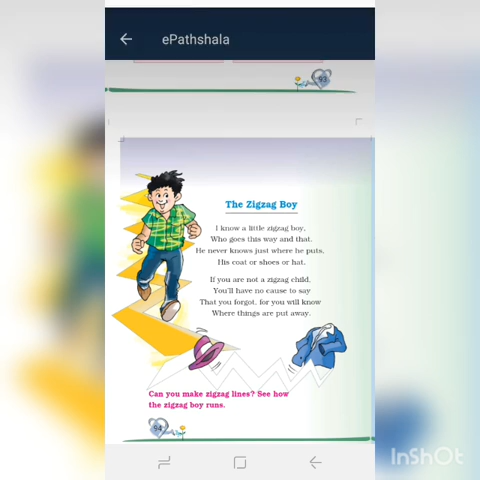 ePathshala
93
The Zigzag Boy
I know a little zigzag boy,
Who goes this way and that.
He never knows just where he puts,
His coat or shoes or hat.
If you are not a zigzag child,
You'll have no cause to say
That you forgot, for you will know
Where things are put away.
Can you make zigzag lines? See how
the zigzag boy runs.
94
InShOt